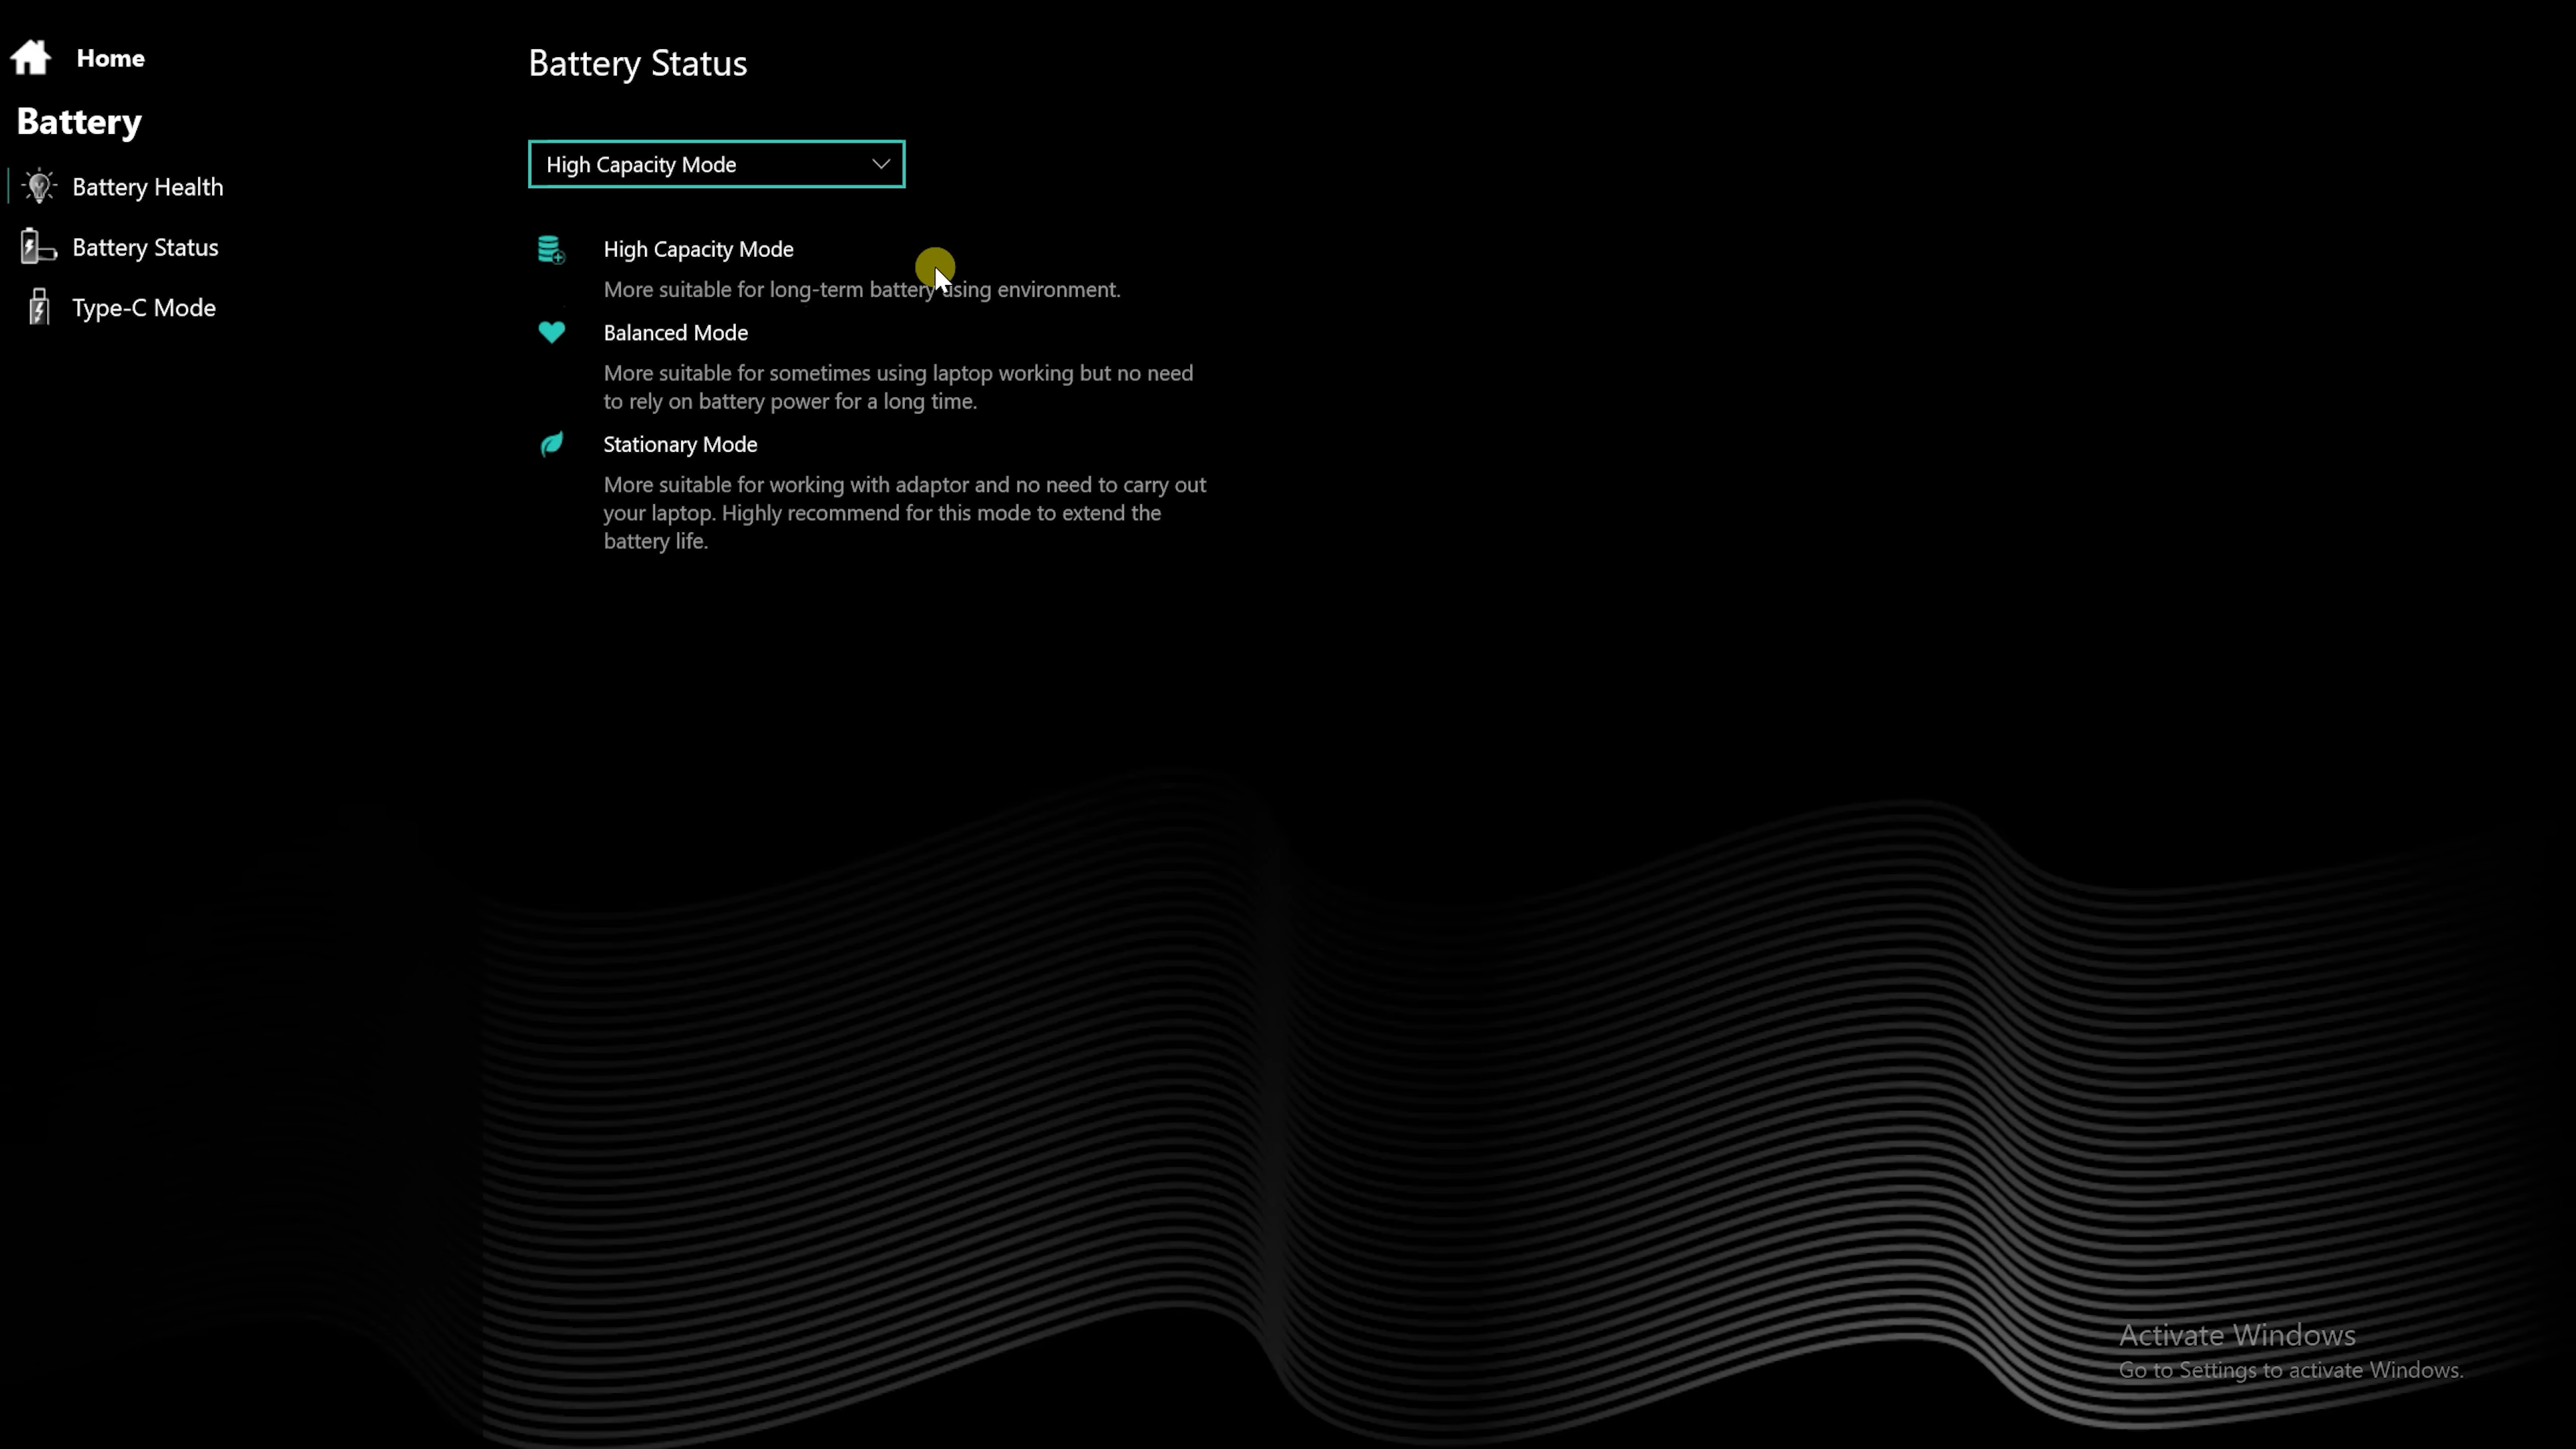 Home
Battery
Battery Health
Battery Status
Type-C Mode
Battery Status
High Capacity Mode
High Capacity Mode
More suitable for long-term battery using environment.
Balanced Mode
More suitable for sometimes using laptop working but no need
to rely on battery power for a long time.
Stationary Mode
More suitable for working with adaptor and no need to carry out
your laptop. Highly recommend for this mode to extend the
battery life.
Activate Windows
Go to Settings to activate Windows.